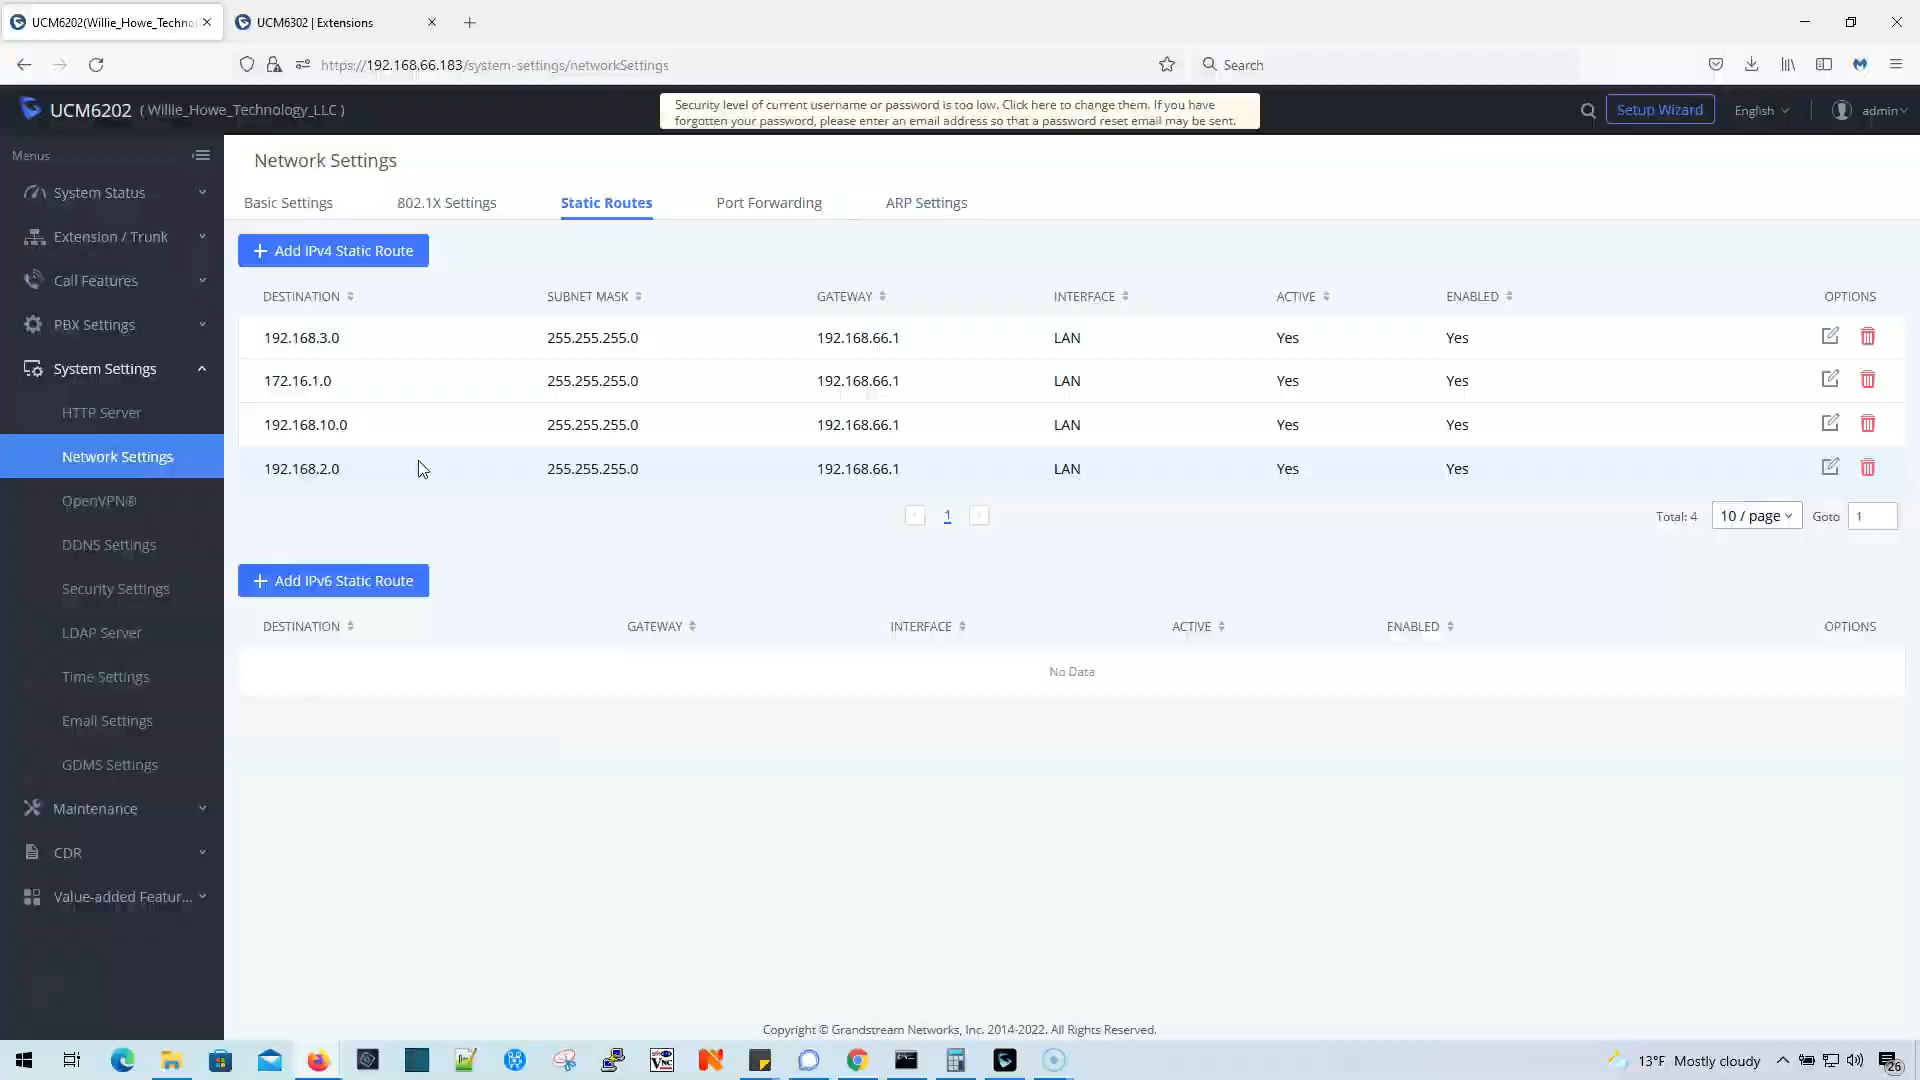 UCM6202(Willie_Howe_Techno
UCM6302 | Extensions
https://192.168.66.183/system-settings/networkSettings
Search
UCM6202 ( Willie_Howe_Technology_LLC )
Security level of current username or password is too low. Click here to change them. If you have
forgotten your password, please enter an email address so that a password reset email may be sent.
Setup Wizard
English
admin
Menus
System Status
Extension / Trunk
Call Features
PBX Settings
System Settings
HTTP Server
Network Settings
OpenVPN®
DDNS Settings
Security Settings
LDAP Server
Time Settings
Email Settings
GDMS Settings
Maintenance
CDR
Value-added Featur...
Network Settings
Basic Settings 802.1X Settings Static Routes Port Forwarding ARP Settings
+ Add IPv4 Static Route
DESTINATION SUBNET MASK GATEWAY INTERFACE ACTIVE ENABLED OPTIONS
192.168.3.0 255.255.255.0 192.168.66.1 LAN Yes Yes
172.16.1.0 255.255.255.0 192.168.66.1 LAN Yes Yes
192.168.10.0 255.255.255.0 192.168.66.1 LAN Yes Yes
192.168.2.0 255.255.255.0 192.168.66.1 LAN Yes Yes
1
Total: 4 10 / page Goto 1
+ Add IPv6 Static Route
DESTINATION GATEWAY INTERFACE ACTIVE ENABLED OPTIONS
No Data
Copyright © Grandstream Networks, Inc. 2014-2022. All Rights Reserved.
13°F Mostly cloudy
26